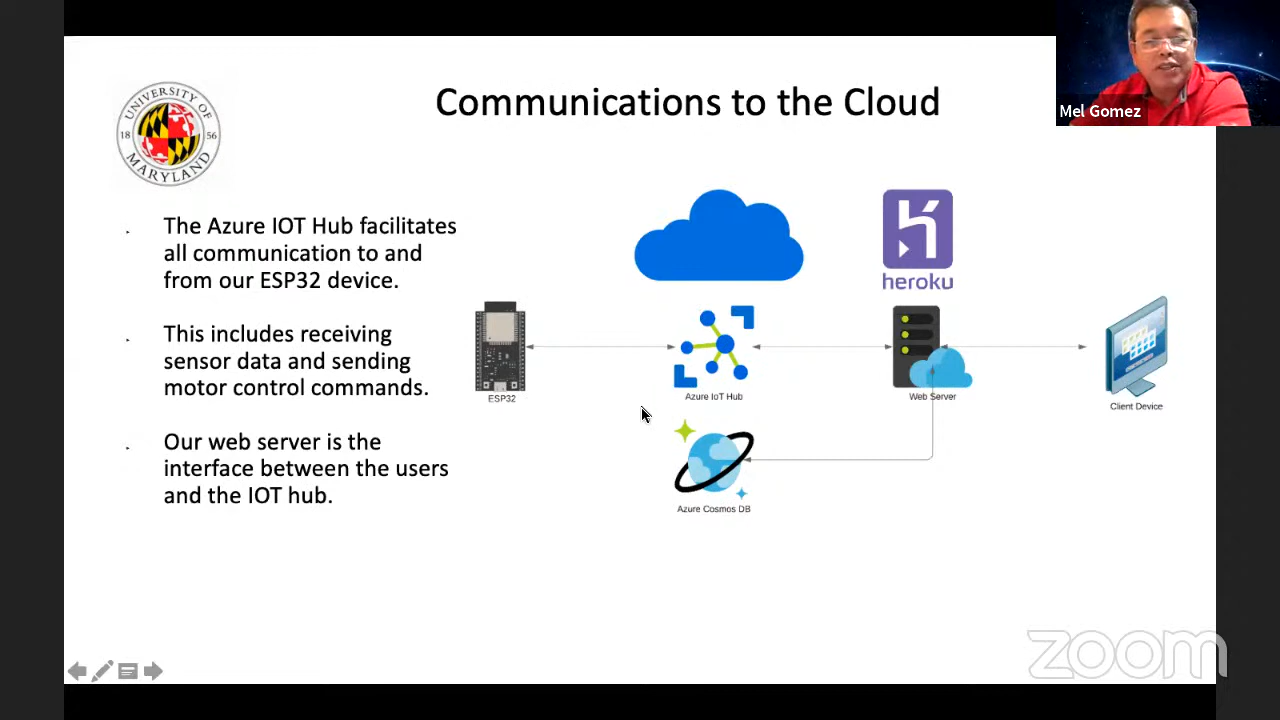 Communications to the Cloud
Mel Gomez
UNIVERSITY OF
18 56
MARYLAND
The Azure IOT Hub facilitates
all communication to and
from our ESP32 device.
This includes receiving
sensor data and sending
motor control commands.
Our web server is the
interface between the users
and the IOT hub.
heroku
ESP32
Azure IoT Hub
Web Server
Client Device
Azure Cosmos DB
zoom